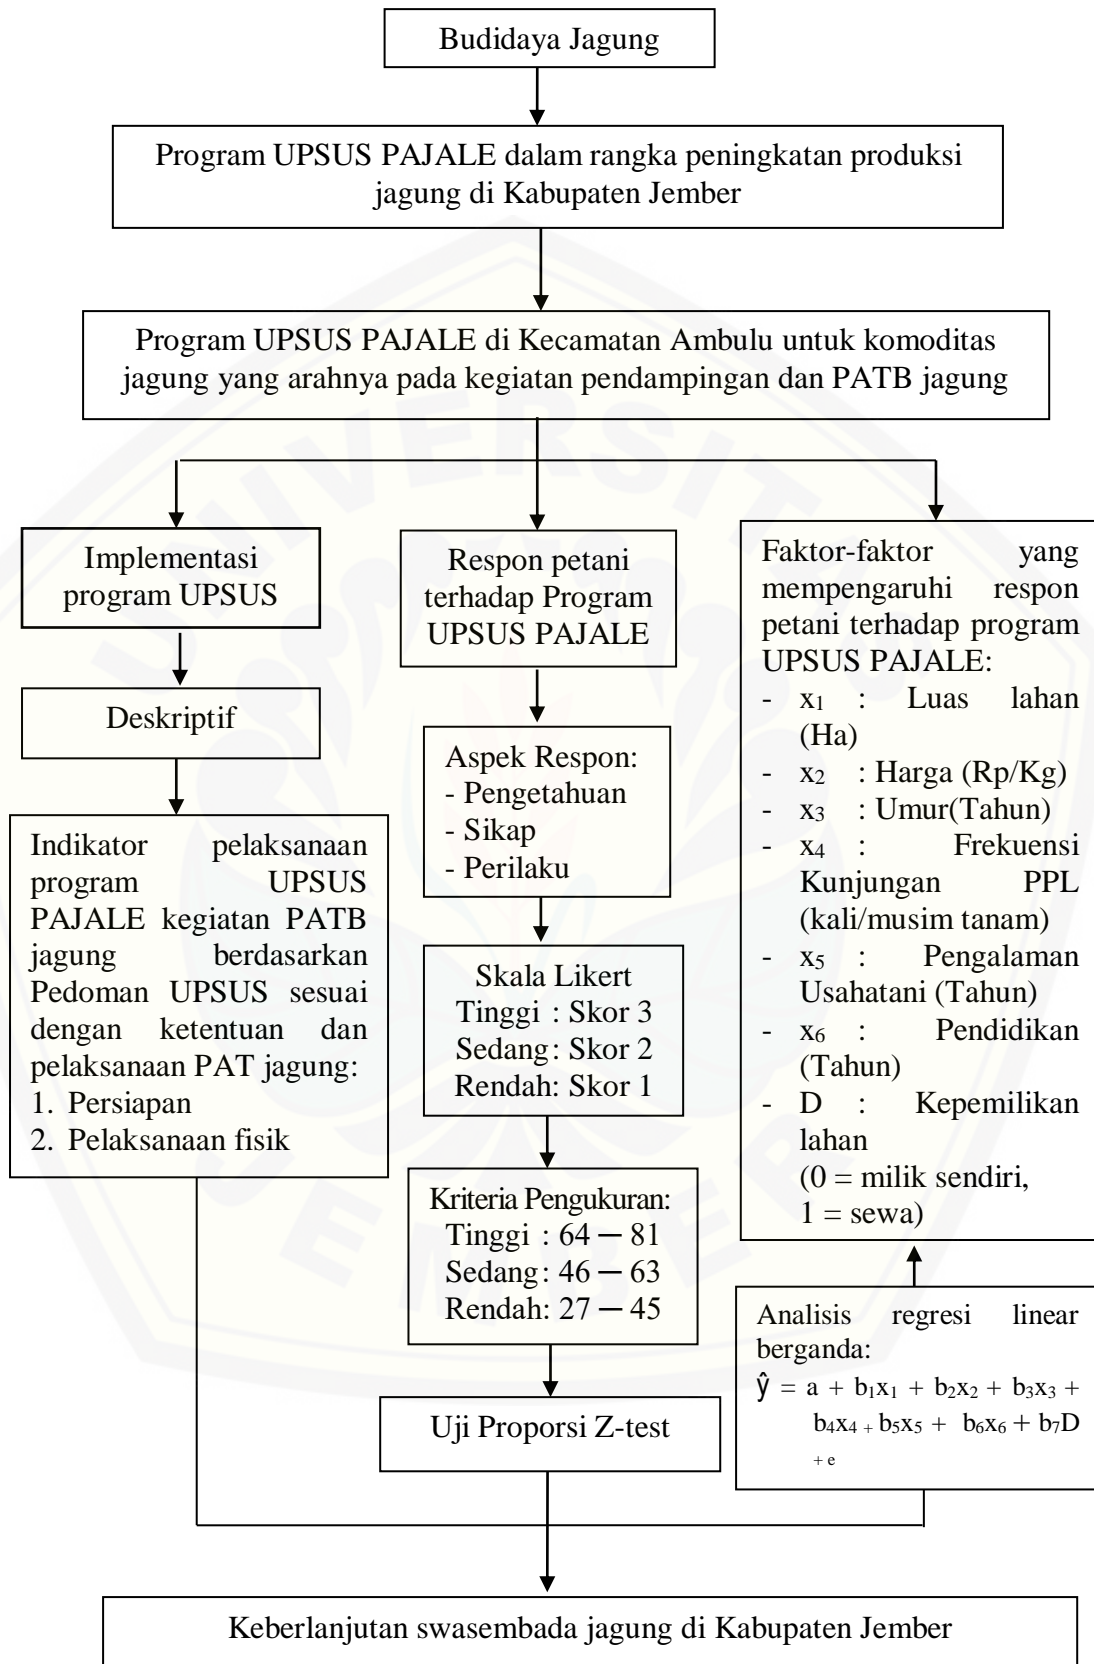 Budidaya Jagung
Program UPSUS PAJALE dalam rangka peningkatan produksi
jagung di Kabupaten Jember
Program UPSUS PAJALE di Kecamatan Ambulu untuk komoditas
jagung yang arahnya pada kegiatan pendampingan dan PATB jagung
Implementasi
program UPSUS
Deskriptif
Indikator pelaksanaan
program UPSUS
PAJALE kegiatan PATB
jagung berdasarkan
Pedoman UPSUS sesuai
dengan ketentuan dan
pelaksanaan PAT jagung:
1. Persiapan
2. Pelaksanaan fisik
Respon petani
terhadap Program
UPSUS PAJALE
Aspek Respon:
- Pengetahuan
- Sikap
- Perilaku
Skala Likert
Tinggi : Skor 3
Sedang: Skor 2
Rendah: Skor 1
Kriteria Pengukuran:
Tinggi : 64 – 81
Sedang: 46 – 63
Rendah: 27 – 45
Uji Proporsi Z-test
Faktor-faktor yang
mempengaruhi respon
petani terhadap program
UPSUS PAJALE:
- x1 : Luas lahan
(Ha)
- x2 : Harga (Rp/Kg)
- x3 : Umur(Tahun)
- x4 : Frekuensi
Kunjungan PPL
(kali/musim tanam)
- x5 : Pengalaman
Usahatani (Tahun)
- x6 : Pendidikan
(Tahun)
- D : Kepemilikan
lahan
(0 = milik sendiri,
1 = sewa)
Analisis regresi linear
berganda:
ŷ = a + b1x1 + b2x2 + b3x3 +
b4x4 + b5x5 + b6x6 + b7D
+ e
Keberlanjutan swasembada jagung di Kabupaten Jember
UNIVERSITAS
JEMBER